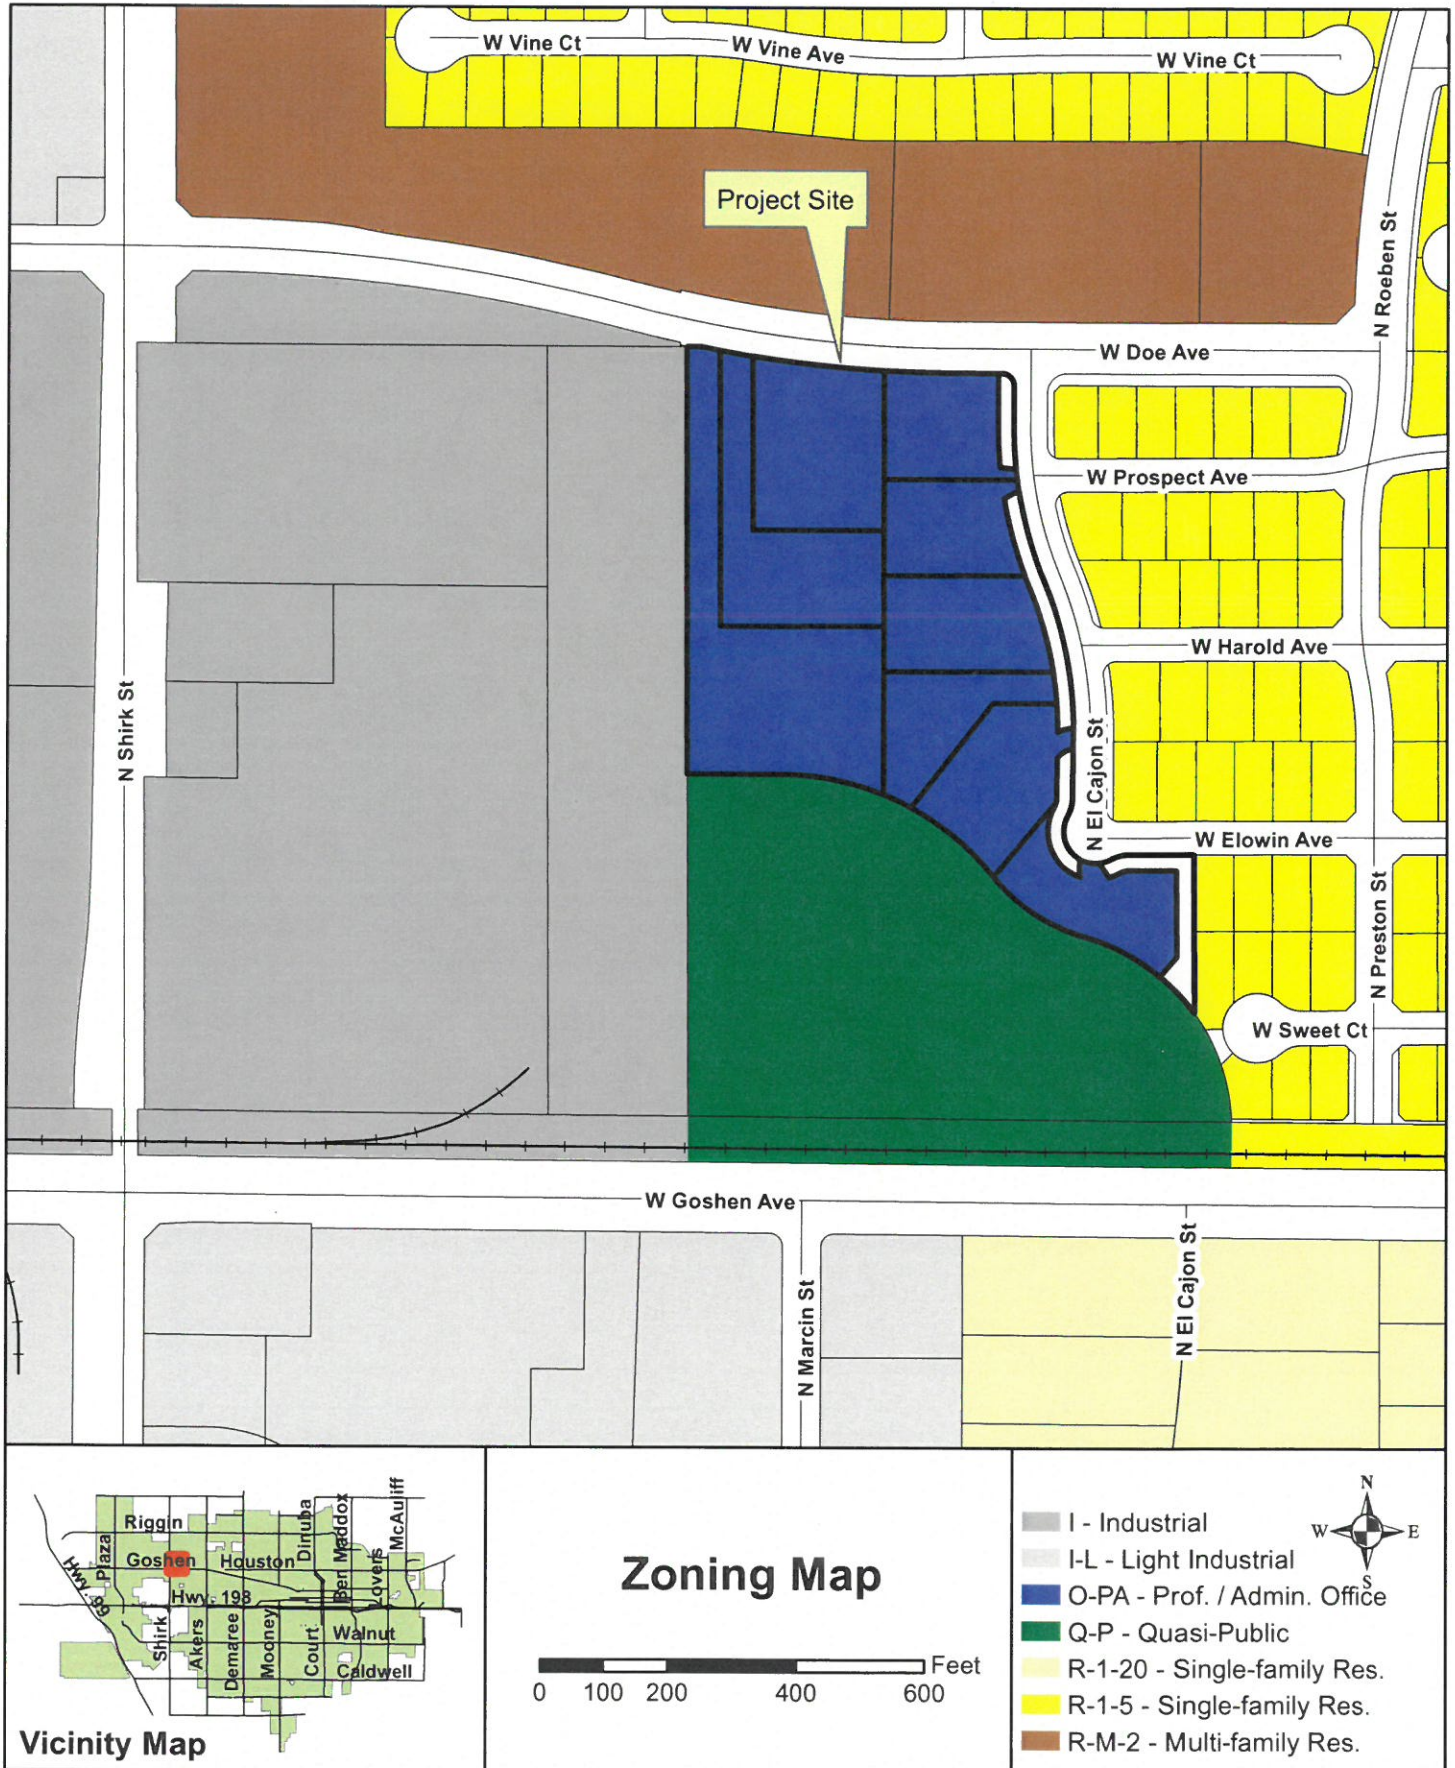 W Vine Ct
W Vine Ave
W Vine Ct
Project Site
N Roeben St
W Doe Ave
W Prospect Ave
W Harold Ave
N Shirk St
N El Cajon St
W Elowin Ave
N Preston St
W Sweet Ct
W Goshen Ave
N Marcin St
N El Cajon St
Riggin
Plaza
Goshen
Houston
Dinuba
Ben Maddox
Lovers
McAuliff
Hwy. 99
Hwy. 198
Shirk
Akers
Demaree
Mooney
Court
Walnut
Caldwell
Vicinity Map
Zoning Map
Feet
0 100 200 400 600
N
W E
S
I - Industrial
I-L - Light Industrial
O-PA - Prof. / Admin. Office
Q-P - Quasi-Public
R-1-20 - Single-family Res.
R-1-5 - Single-family Res.
R-M-2 - Multi-family Res.